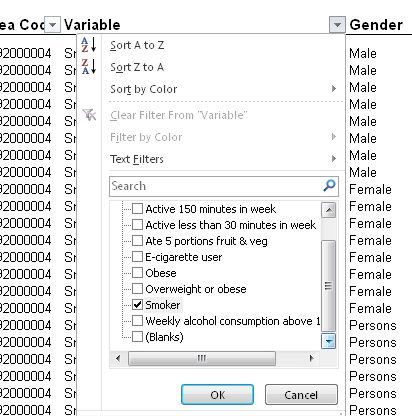 ea Coc Variable Gender
Sort A to Z
Sort Z to A
Sort by Color
Clear Filter From "Variable"
Filter by Color
Text Filters
Search
Active 150 minutes in week
Active less than 30 minutes in week
Ate 5 portions fruit & veg
E-cigarette user
Obese
Overweight or obese
Smoker
Weekly alcohol consumption above 1
(Blanks)
OK Cancel
92000004 Sr Male
92000004 Sr Male
92000004 Sr Male
92000004 Sr Male
92000004 Sr Male
92000004 Sr Male
92000004 Sr Male
92000004 Sr Male
92000004 Sr Female
92000004 Sr Female
92000004 Sr Female
92000004 Sr Female
92000004 Sr Female
92000004 Sr Female
92000004 Sr Female
92000004 Sr Female
92000004 Sr Persons
92000004 Sr Persons
92000004 Sr Persons
92000004 Sr Persons
92000004 Sr Persons